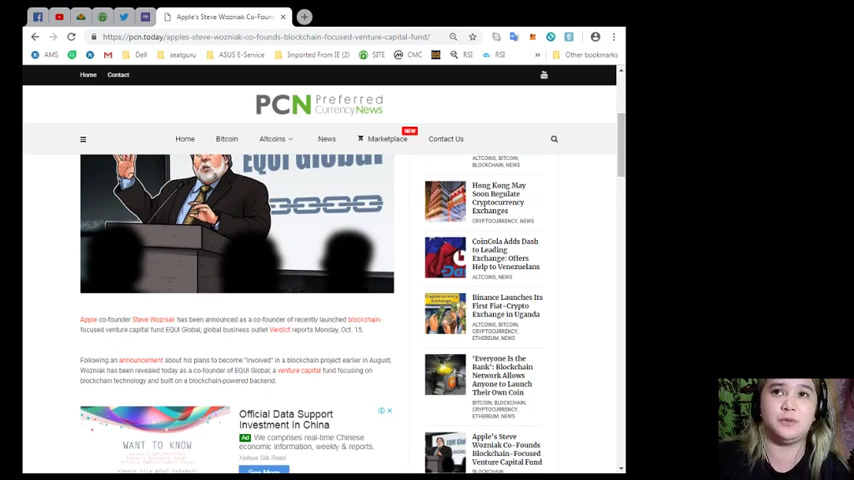 Apple's Steve Wozniak Co-Foun
https://pcn.today/apples-steve-wozniak-co-founds-blockchain-focused-venture-capital-fund/
AMS
Dell
seatguru
ASUS E-Service
Imported From IE (2)
SITE
CMC
RSI
RSI
»
Other bookmarks
Home Contact
PCN Preferred
Currency News
NEW
Home Bitcoin Altcoins News Marketplace Contact Us
EQUI Global
Apple co-founder Steve Wozniak has been announced as a co-founder of recently launched blockchain-
focused venture capital fund EQUI Global, global business outlet Verdict reports Monday, Oct. 15.
Following an announcement about his plans to become "involved" in a blockchain project earlier in August,
Wozniak has been revealed today as a co-founder of EQUI Global, a venture capital fund focusing on
blockchain technology and built on a blockchain-powered backend.
WANT TO KNOW
Official Data Support
Investment in China
Ad We comprises real-time Chinese
economic information, weekly & reports.
Xinhua Silk Road
See More
ALTCOINS, BITCOIN,
BLOCKCHAIN, NEWS
Hong Kong May
Soon Regulate
Cryptocurrency
Exchanges
CRYPTOCURRENCY, NEWS
CoinCola Adds Dash
to Leading
Exchange: Offers
Help to Venezuelans
ALTCOINS, NEWS
Binance Launches Its
First Fiat-Crypto
Exchange in Uganda
ALTCOINS, BITCOIN,
CRYPTOCURRENCY,
ETHEREUM, NEWS
'Everyone Is the
Bank': Blockchain
Network Allows
Anyone to Launch
Their Own Coin
BITCOIN, BLOCKCHAIN,
CRYPTOCURRENCY,
ETHEREUM, NEWS
Apple's Steve
Wozniak Co-Founds
Blockchain-Focused
Venture Capital Fund